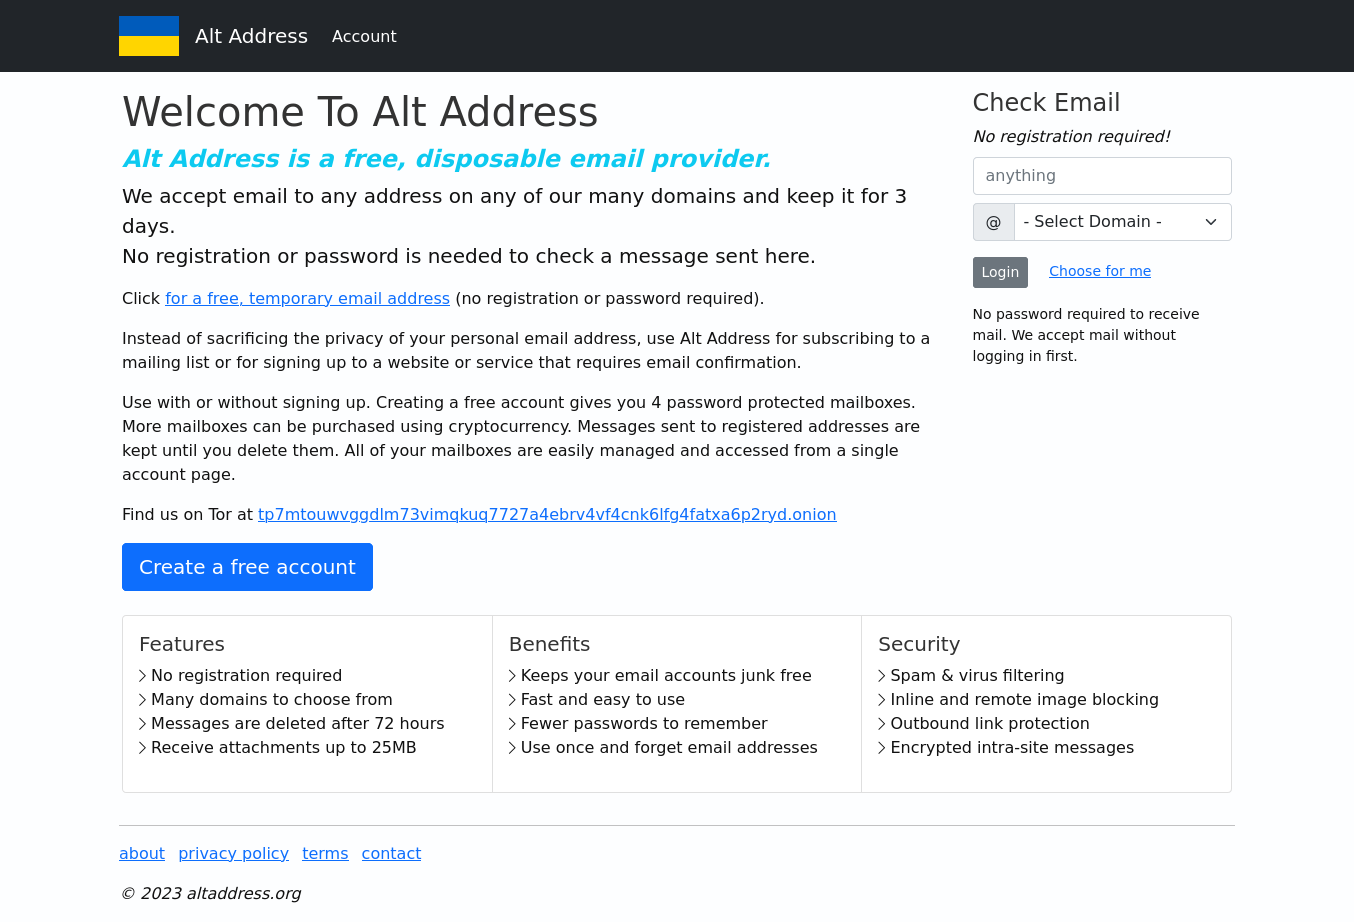 Alt Address Account
Welcome To Alt Address
Alt Address is a free, disposable email provider.
We accept email to any address on any of our many domains and keep it for 3
days.
No registration or password is needed to check a message sent here.
Click for a free, temporary email address (no registration or password required).
Instead of sacrificing the privacy of your personal email address, use Alt Address for subscribing to a
mailing list or for signing up to a website or service that requires email confirmation.
Use with or without signing up. Creating a free account gives you 4 password protected mailboxes.
More mailboxes can be purchased using cryptocurrency. Messages sent to registered addresses are
kept until you delete them. All of your mailboxes are easily managed and accessed from a single
account page.
Find us on Tor at tp7mtouwvggdlm73vimqkuq7727a4ebrv4vf4cnk6lfg4fatxa6p2ryd.onion
Create a free account
Check Email
No registration required!
anything
@ - Select Domain -
Login Choose for me
No password required to receive
mail. We accept mail without
logging in first.
Features
No registration required
Many domains to choose from
Messages are deleted after 72 hours
Receive attachments up to 25MB
Benefits
Keeps your email accounts junk free
Fast and easy to use
Fewer passwords to remember
Use once and forget email addresses
Security
Spam & virus filtering
Inline and remote image blocking
Outbound link protection
Encrypted intra-site messages
about privacy policy terms contact
© 2023 altaddress.org